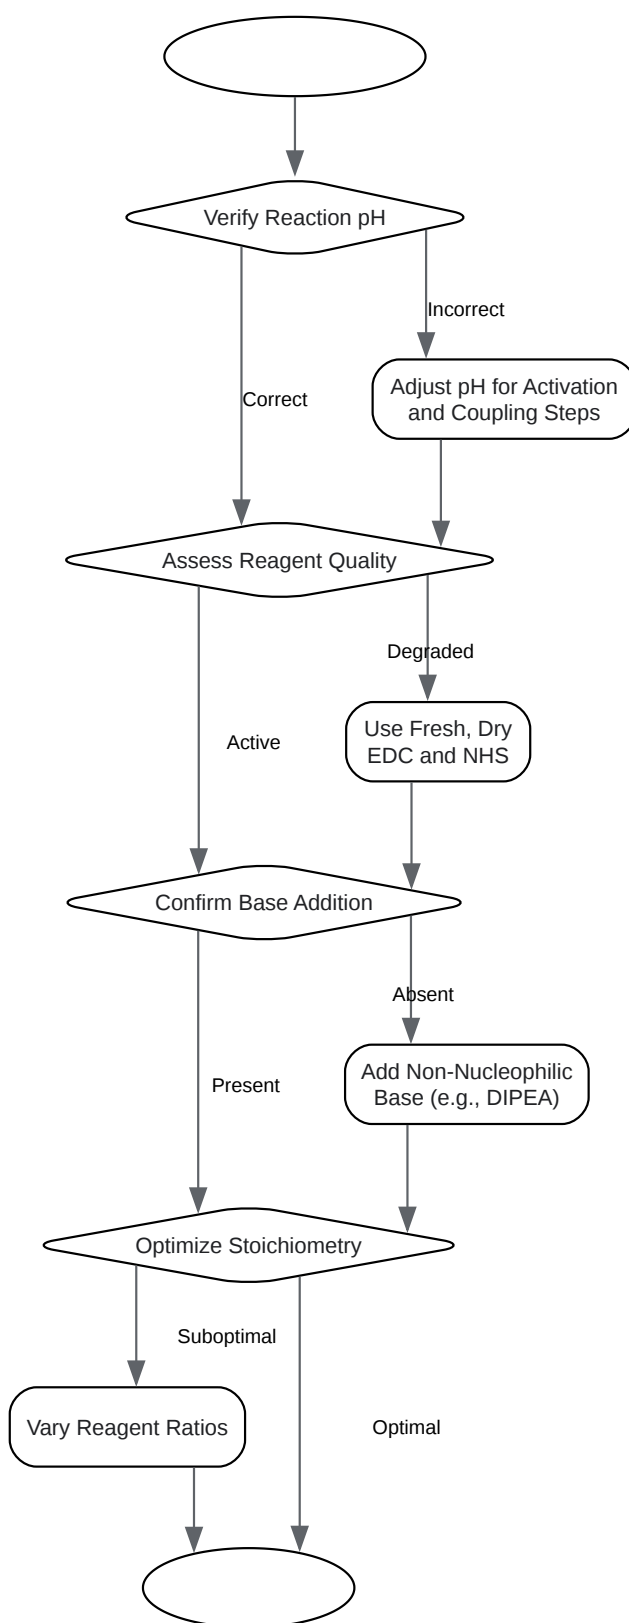 Verify Reaction pH
Incorrect
Adjust pH for Activation
and Coupling Steps
Correct
Assess Reagent Quality
Degraded
Use Fresh, Dry
EDC and NHS
Active
Confirm Base Addition
Absent
Add Non-Nucleophilic
Base (e.g., DIPEA)
Present
Optimize Stoichiometry
Suboptimal
Vary Reagent Ratios
Optimal